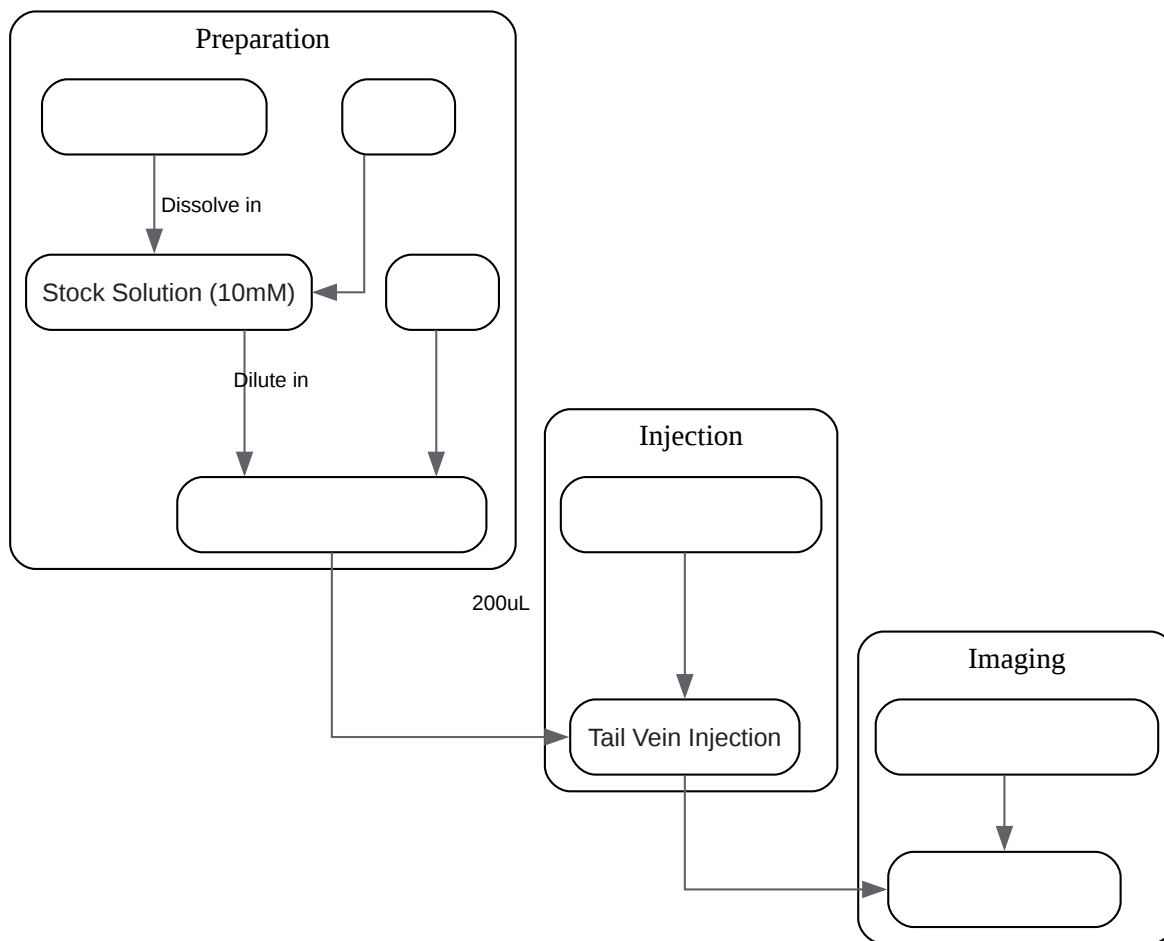 Preparation
Dissolve in
Stock Solution (10mM)
Dilute in
Injection
200uL
Imaging
Tail Vein Injection